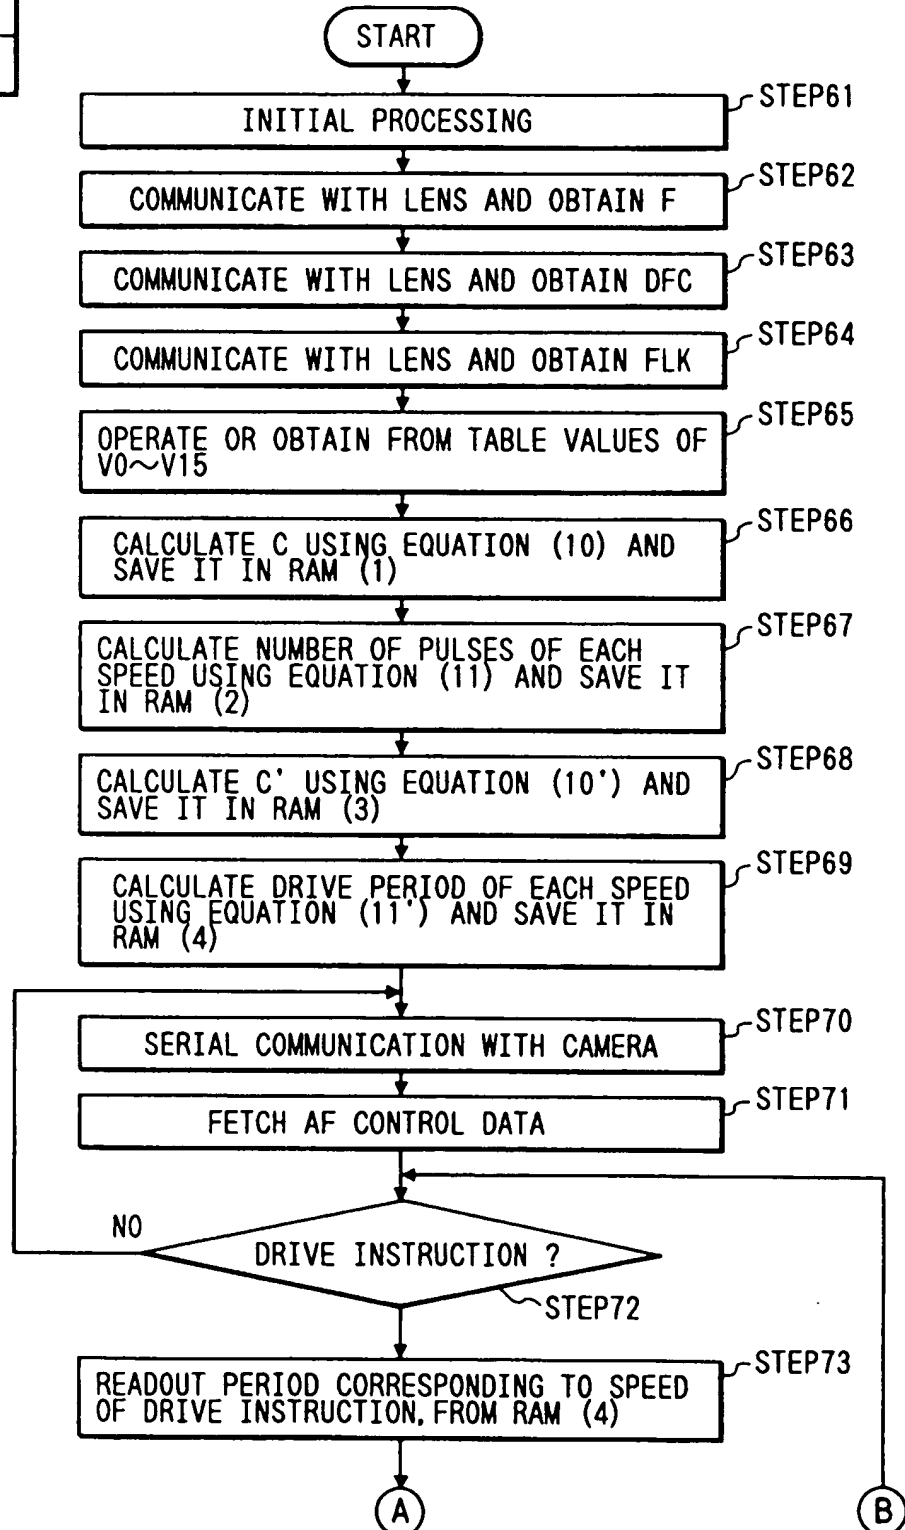 START
STEP61
INITIAL PROCESSING
STEP62
COMMUNICATE WITH LENS AND OBTAIN F
STEP63
COMMUNICATE WITH LENS AND OBTAIN DFC
STEP64
COMMUNICATE WITH LENS AND OBTAIN FLK
STEP65
OPERATE OR OBTAIN FROM TABLE VALUES OF
V0~V15
STEP66
CALCULATE C USING EQUATION (10) AND
SAVE IT IN RAM (1)
STEP67
CALCULATE NUMBER OF PULSES OF EACH
SPEED USING EQUATION (11) AND SAVE IT
IN RAM (2)
STEP68
CALCULATE C' USING EQUATION (10') AND
SAVE IT IN RAM (3)
STEP69
CALCULATE DRIVE PERIOD OF EACH SPEED
USING EQUATION (11') AND SAVE IT IN
RAM (4)
STEP70
SERIAL COMMUNICATION WITH CAMERA
STEP71
FETCH AF CONTROL DATA
NO
DRIVE INSTRUCTION ?
STEP72
STEP73
READOUT PERIOD CORRESPONDING TO SPEED
OF DRIVE INSTRUCTION, FROM RAM (4)
A
B